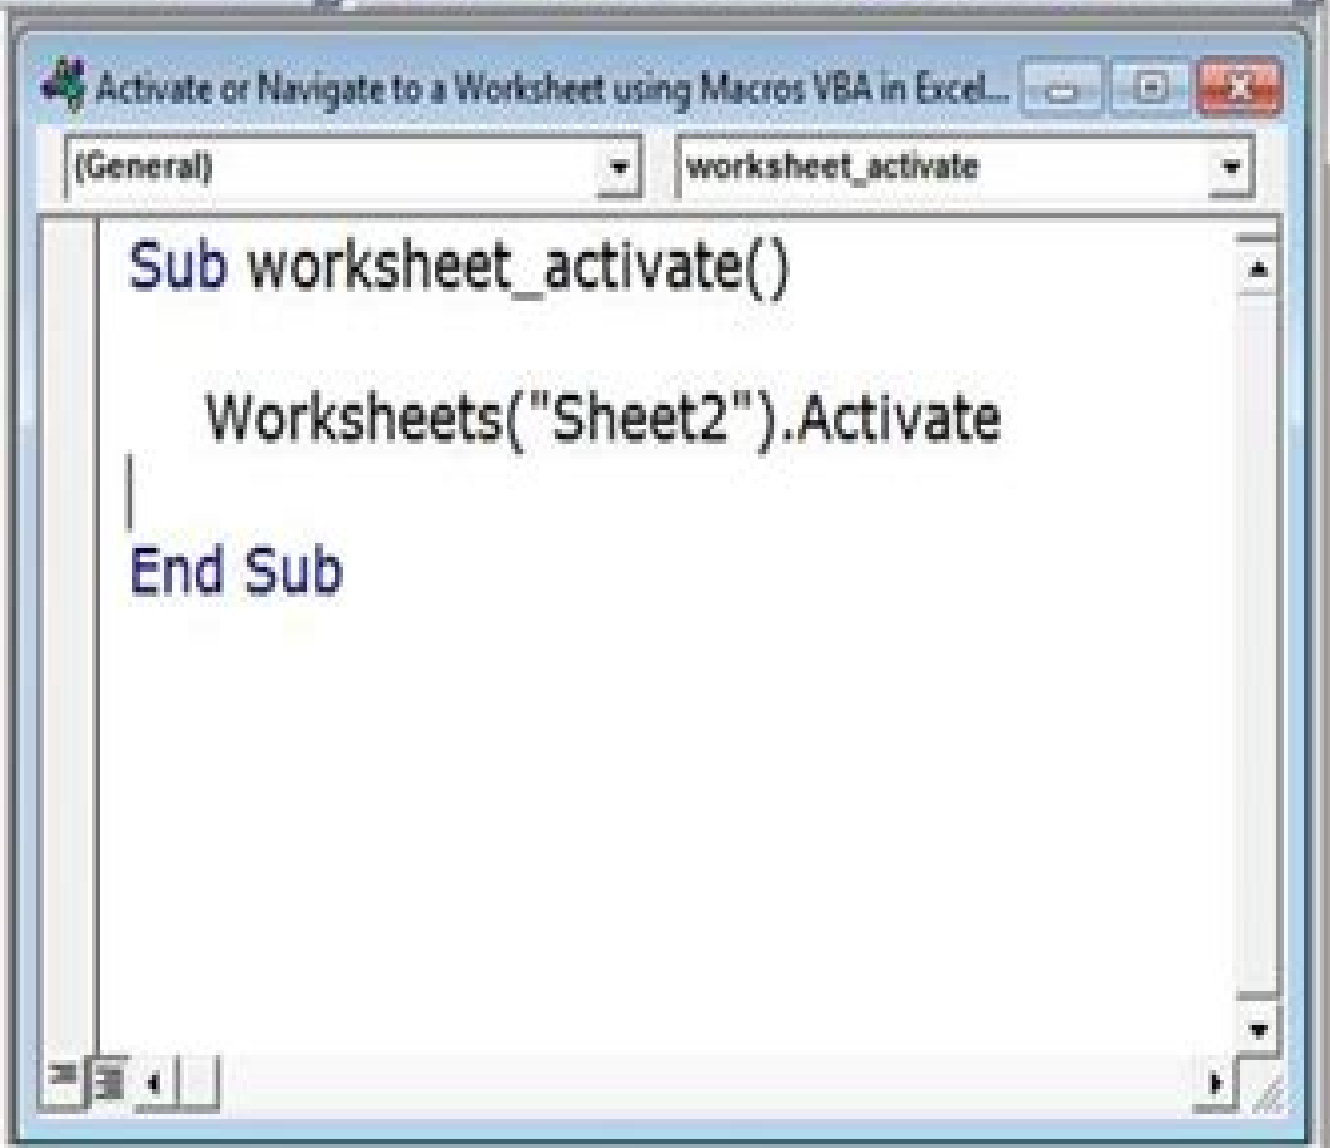 Activate or Navigate to a Worksheet using Macros VBA in Excel...
(General) worksheet_activate
Sub worksheet_activate()
Worksheets("Sheet2").Activate
End Sub